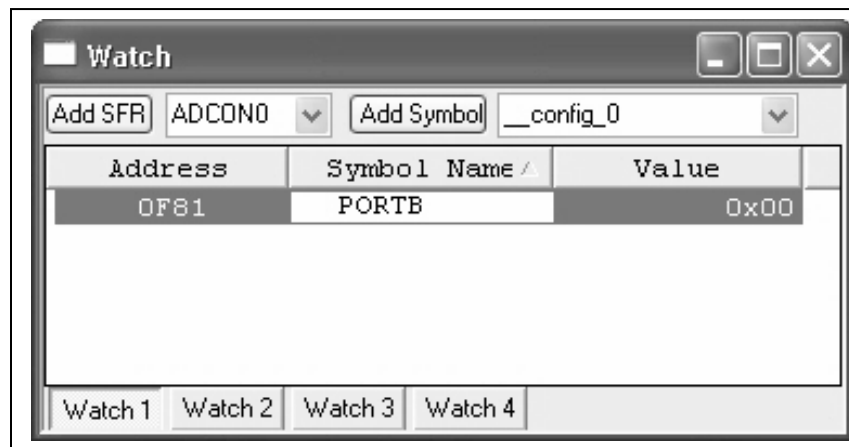 Watch
Add SFR ADCON0 Add Symbol __config_0
Address Symbol Name Value
0F81 PORTB 0x00
Watch 1 Watch 2 Watch 3 Watch 4